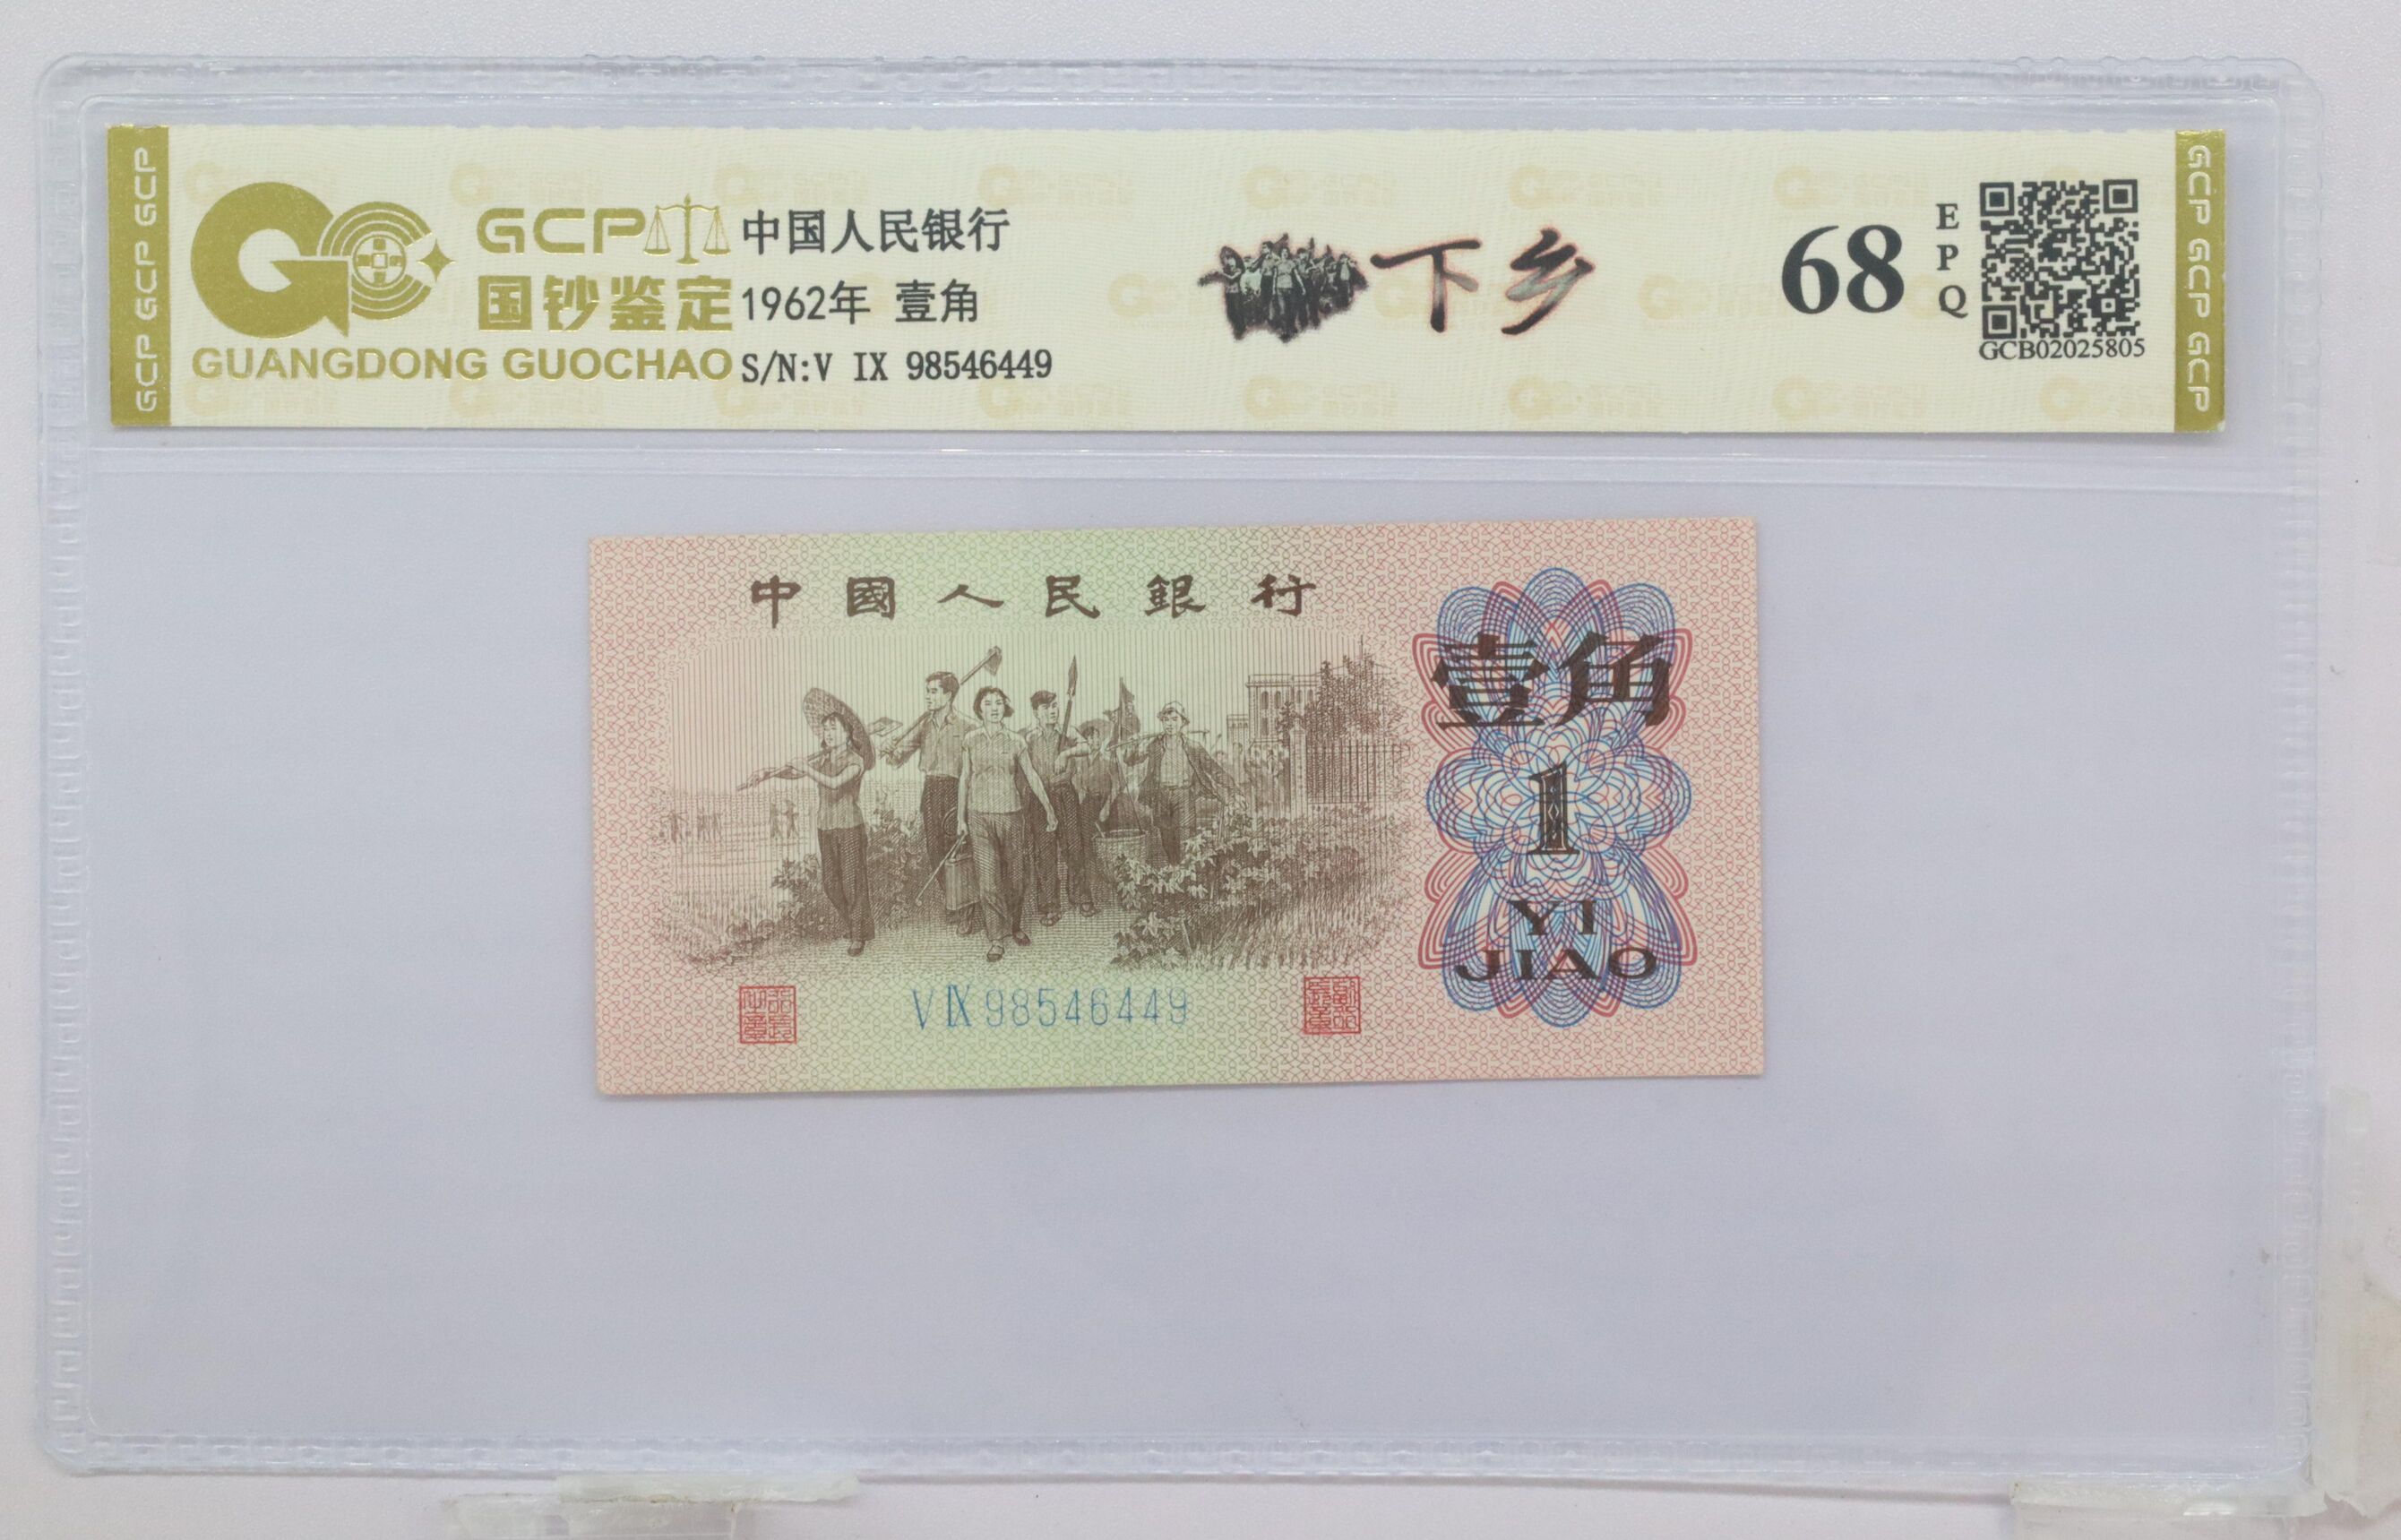 GCP GCP GCP
GCP
国钞鉴定
GUANGDONG GUOCHAO
中国人民银行
1962年 壹角
S/N:V IX 98546449
下乡
68
E
P
Q
GCB02025805
GCP GCP GCP
中國人民銀行
壹角
1
YI
JIAO
V IX 98546449